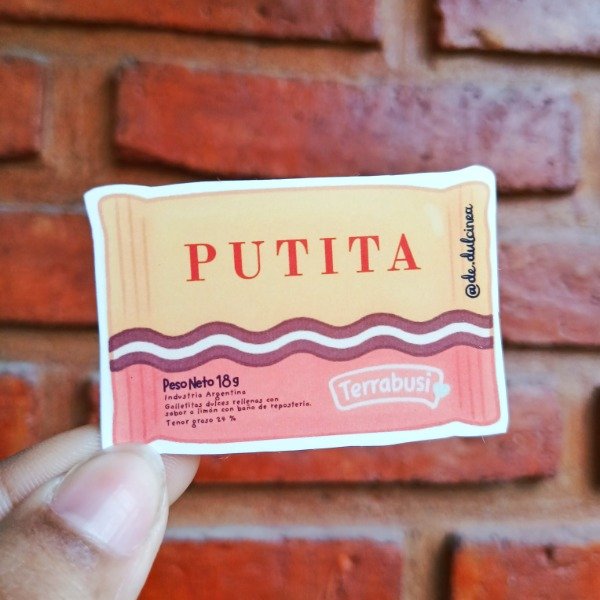 PUTITA
@de.dulcinea
Peso Neto 18g
Industria Argentina
Galletitas dulces rellenas con
sabor a limón con baño de repostería.
Tenor graso 24 %
Terrabusi